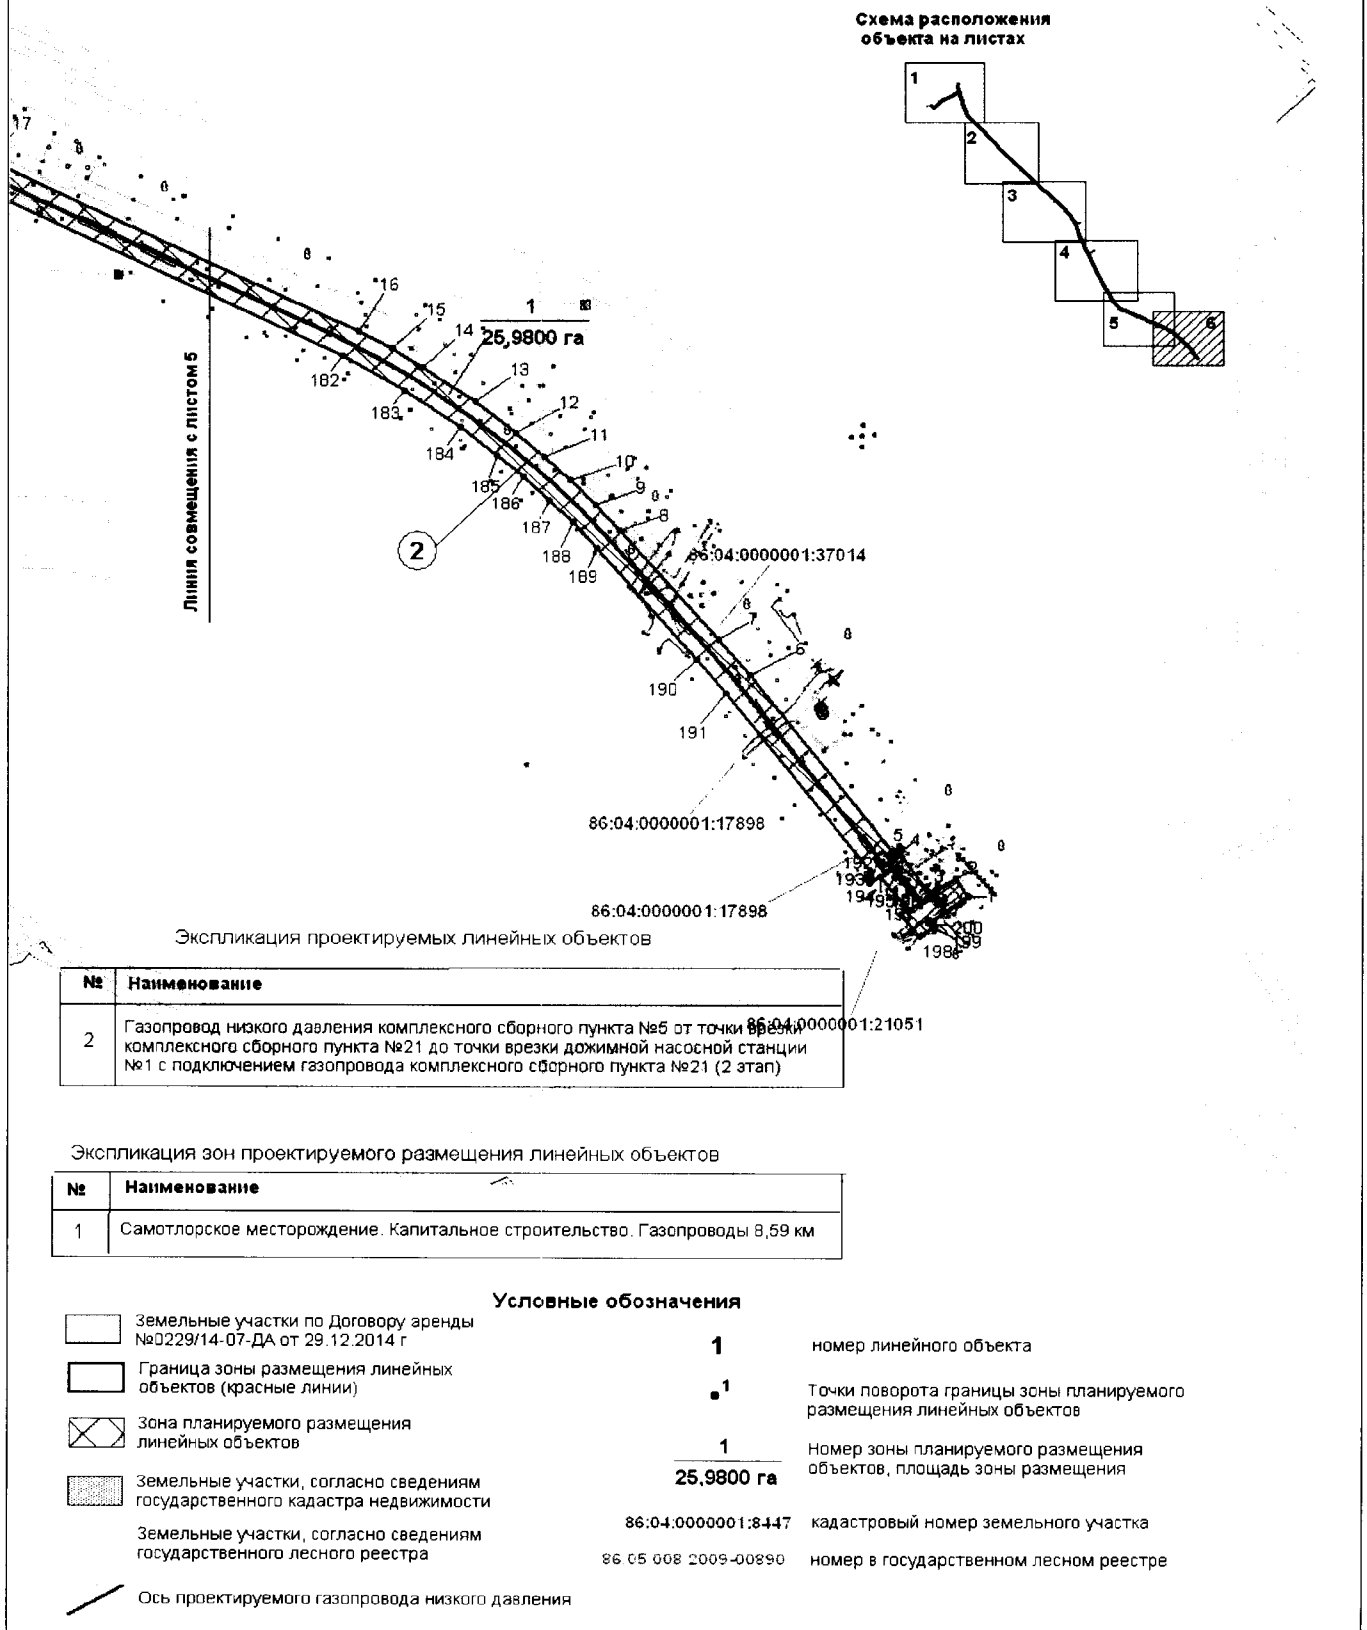 Схема расположения
объекта на листах
1
2
3
4
5
6
17
16
15
14
1
25,9800 га
13
12
11
10
9
8
182
183
184
185
186
187
188
189
2
Линия совмещения с листом 5
86:04:0000001:37014
7
6
190
191
86:04:0000001:17898
5
4
192
193
86:04:0000001:17898
200
199
198
86:04:0000001:21051
Экспликация проектируемых линейных объектов
№ Наименование
2
Газопровод низкого давления комплексного сборного пункта №5 от точки врезки
комплексного сборного пункта №21 до точки врезки дожимной насосной станции
№1 с подключением газопровода комплексного сборного пункта №21 (2 этап)
Экспликация зон проектируемого размещения линейных объектов
№ Наименование
1 Самотлорское месторождение. Капитальное строительство. Газопроводы 8,59 км
Условные обозначения
Земельные участки по Договору аренды
№0229/14-07-ДА от 29.12.2014 г
Граница зоны размещения линейных
объектов (красные линии)
Зона планируемого размещения
линейных объектов
Земельные участки, согласно сведениям
государственного кадастра недвижимости
Земельные участки, согласно сведениям
государственного лесного реестра
Ось проектируемого газопровода низкого давления
1 номер линейного объекта
1 Точки поворота границы зоны планируемого
размещения линейных объектов
1
25,9800 га
Номер зоны планируемого размещения
объектов, площадь зоны размещения
86:04:0000001:8447 кадастровый номер земельного участка
86 05 008 2009-00890 номер в государственном лесном реестре